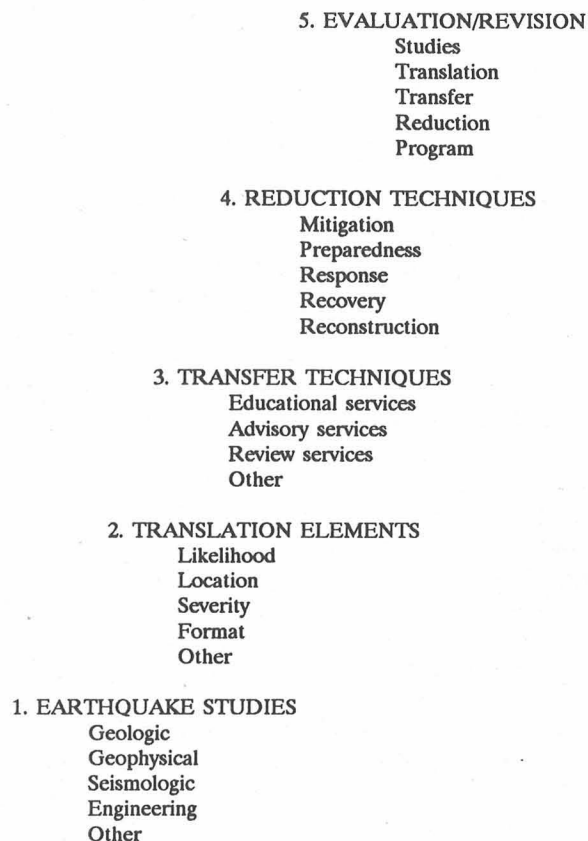 5. EVALUATION/REVISION
Studies
Translation
Transfer
Reduction
Program
4. REDUCTION TECHNIQUES
Mitigation
Preparedness
Response
Recovery
Reconstruction
3. TRANSFER TECHNIQUES
Educational services
Advisory services
Review services
Other
2. TRANSLATION ELEMENTS
Likelihood
Location
Severity
Format
Other
1. EARTHQUAKE STUDIES
Geologic
Geophysical
Seismologic
Engineering
Other